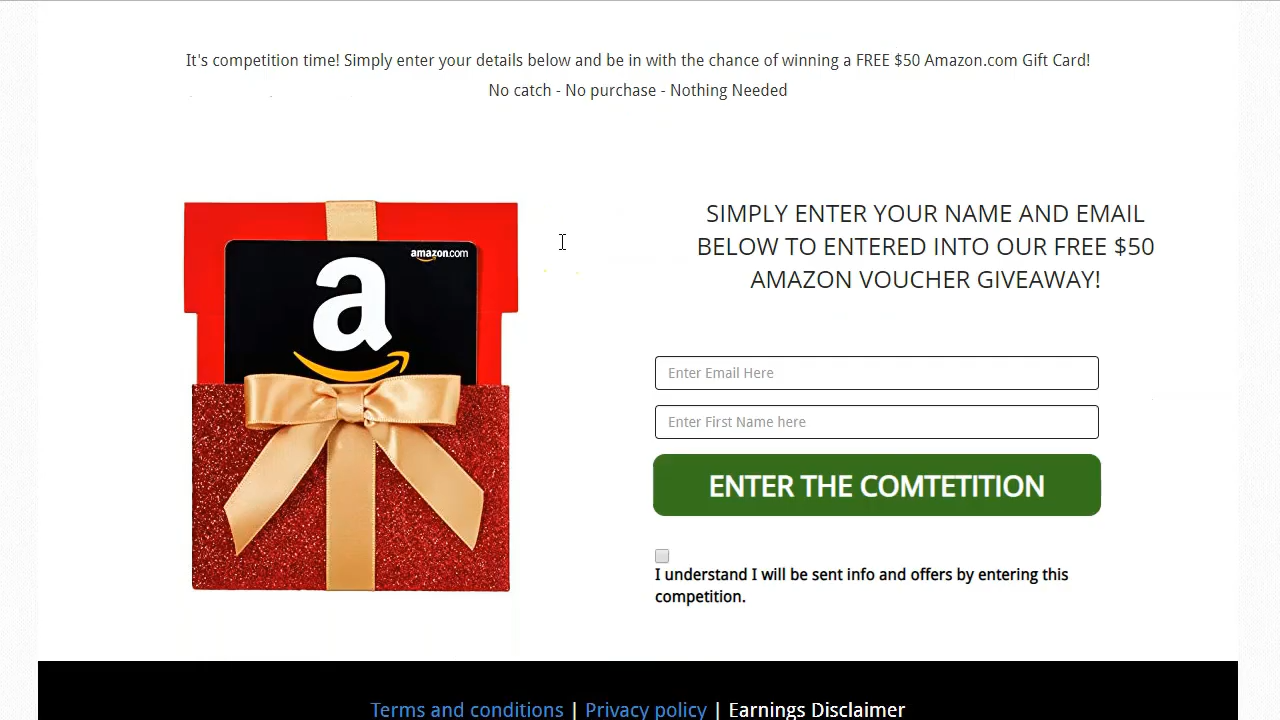 It's competition time! Simply enter your details below and be in with the chance of winning a FREE $50 Amazon.com Gift Card!
No catch - No purchase - Nothing Needed
SIMPLY ENTER YOUR NAME AND EMAIL
BELOW TO ENTERED INTO OUR FREE $50
AMAZON VOUCHER GIVEAWAY!
amazon.com
a
Enter Email Here
Enter First Name here
ENTER THE COMTETITION
I understand I will be sent info and offers by entering this
competition.
Terms and conditions | Privacy policy | Earnings Disclaimer